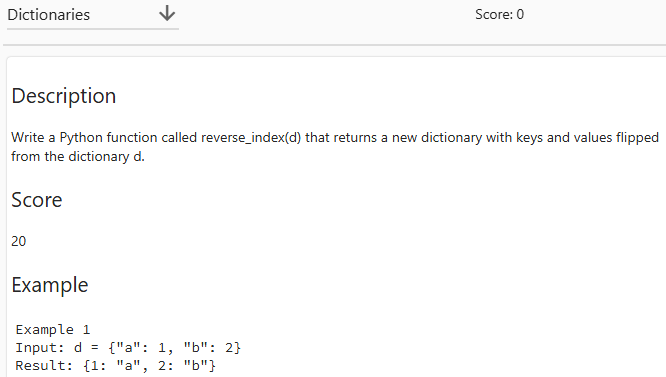 Dictionaries
Score: 0
Description
Write a Python function called reverse_index(d) that returns a new dictionary with keys and values flipped
from the dictionary d.
Score
20
Example
Example 1
Input: d = {"a": 1, "b": 2}
Result: {1: "a", 2: "b"}